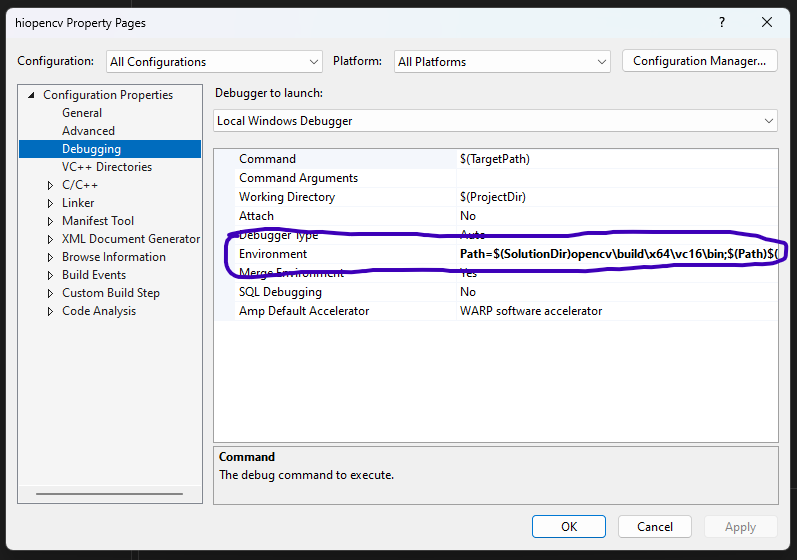 hiopencv Property Pages
?
Configuration:
All Configurations
Platform:
All Platforms
Configuration Manager...
Configuration Properties
General
Advanced
Debugging
VC++ Directories
C/C++
Linker
Manifest Tool
XML Document Generator
Browse Information
Build Events
Custom Build Step
Code Analysis
Debugger to launch:
Local Windows Debugger
Command $(TargetPath)
Command Arguments
Working Directory $(ProjectDir)
Attach No
Debugger Type Auto
Environment Path=$(SolutionDir)opencv\build\x64\vc16\bin;$(Path)$(
Merge Environment Yes
SQL Debugging No
Amp Default Accelerator WARP software accelerator
Command
The debug command to execute.
OK
Cancel
Apply